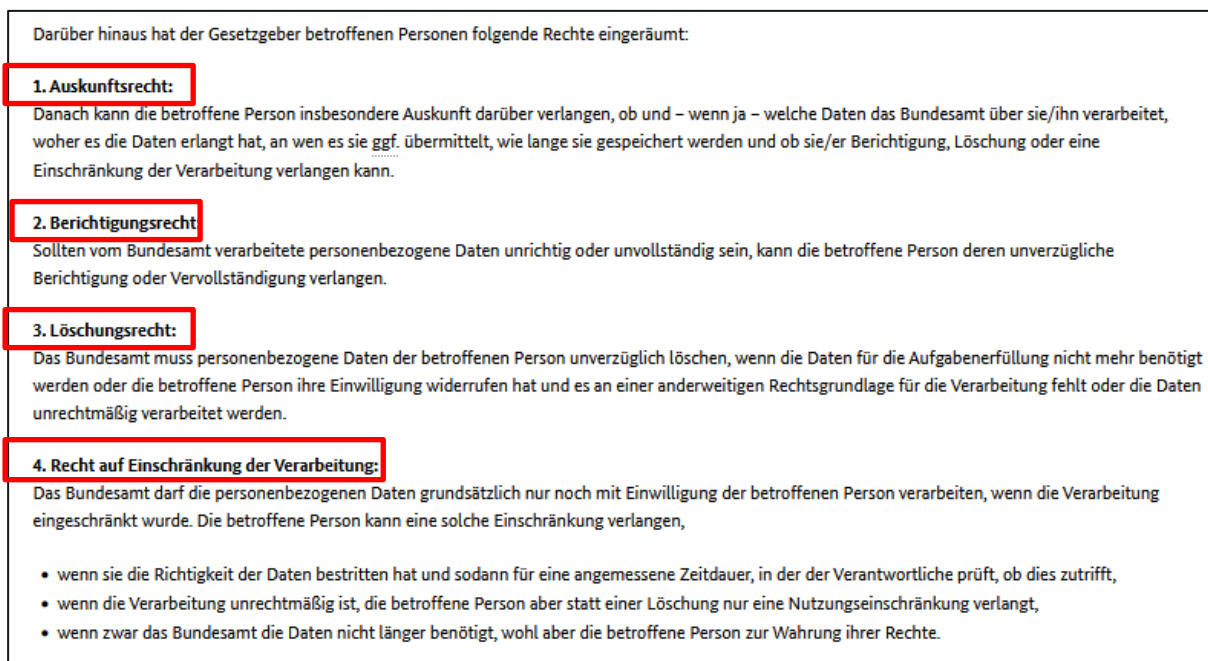 Darüber hinaus hat der Gesetzgeber betroffenen Personen folgende Rechte eingeräumt:
1. Auskunftsrecht:
Danach kann die betroffene Person insbesondere Auskunft darüber verlangen, ob und – wenn ja – welche Daten das Bundesamt über sie/ihn verarbeitet,
woher es die Daten erlangt hat, an wen es sie ggf. übermittelt, wie lange sie gespeichert werden und ob sie/er Berichtigung, Löschung oder eine
Einschränkung der Verarbeitung verlangen kann.
2. Berichtigungsrecht:
Sollten vom Bundesamt verarbeitete personenbezogene Daten unrichtig oder unvollständig sein, kann die betroffene Person deren unverzügliche
Berichtigung oder Vervollständigung verlangen.
3. Löschungsrecht:
Das Bundesamt muss personenbezogene Daten der betroffenen Person unverzüglich löschen, wenn die Daten für die Aufgabenerfüllung nicht mehr benötigt
werden oder die betroffene Person ihre Einwilligung widerrufen hat und es an einer anderweitigen Rechtsgrundlage für die Verarbeitung fehlt oder die Daten
unrechtmäßig verarbeitet werden.
4. Recht auf Einschränkung der Verarbeitung:
Das Bundesamt darf die personenbezogenen Daten grundsätzlich nur noch mit Einwilligung der betroffenen Person verarbeiten, wenn die Verarbeitung
eingeschränkt wurde. Die betroffene Person kann eine solche Einschränkung verlangen,
• wenn sie die Richtigkeit der Daten bestritten hat und sodann für eine angemessene Zeitdauer, in der der Verantwortliche prüft, ob dies zutrifft,
• wenn die Verarbeitung unrechtmäßig ist, die betroffene Person aber statt einer Löschung nur eine Nutzungseinschränkung verlangt,
• wenn zwar das Bundesamt die Daten nicht länger benötigt, wohl aber die betroffene Person zur Wahrung ihrer Rechte.